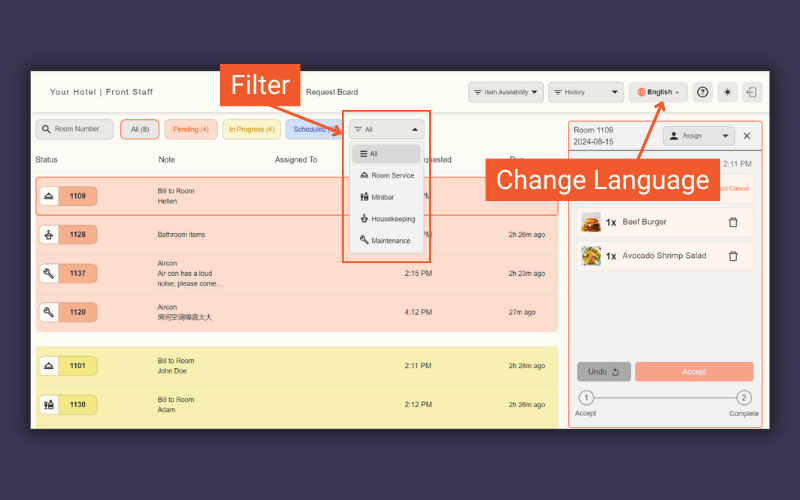 Filter
Change Language
Your Hotel | Front Staff
Request Board
Item Availability
History
English
Room Number
All (8)
Pending (4)
In Progress (4)
Scheduled
All
Status
Note
Assigned To
All
Room Service
Minibar
Housekeeping
Maintenance
1109
Bill to Room
Hellen
1128
Bathroom items
2h 26m ago
1137
Aircon
Air con has a loud
noise, please come...
2:15 PM
2h 23m ago
1120
Aircon
房间空调噪音太大
4:12 PM
27m ago
1101
Bill to Room
John Doe
2:11 PM
2h 28m ago
1130
Bill to Room
Adam
2:12 PM
2h 26m ago
Room 1109
2024-08-15
Assign
2:11 PM
Cancel
1x Beef Burger
1x Avocado Shrimp Salad
Undo
Accept
1
2
Accept
Complete